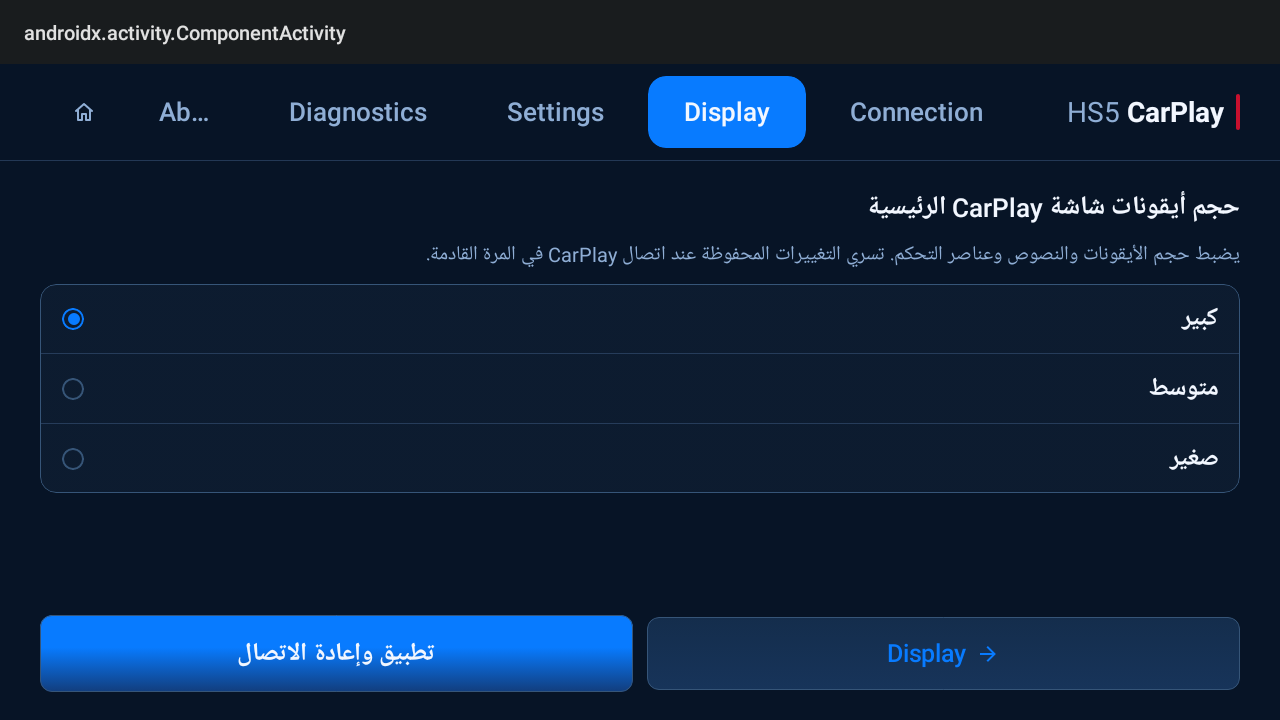 androidx.activity.ComponentActivity
HS5 CarPlay
Connection
Display
Settings
Diagnostics
Ab...
حجم أيقونات شاشة CarPlay الرئيسية
يضبط حجم الأيقونات والنصوص وعناصر التحكم. تسري التغييرات المحفوظة عند اتصال CarPlay في المرة القادمة.
كبير
متوسط
صغير
Display
تطبيق وإعادة الاتصال